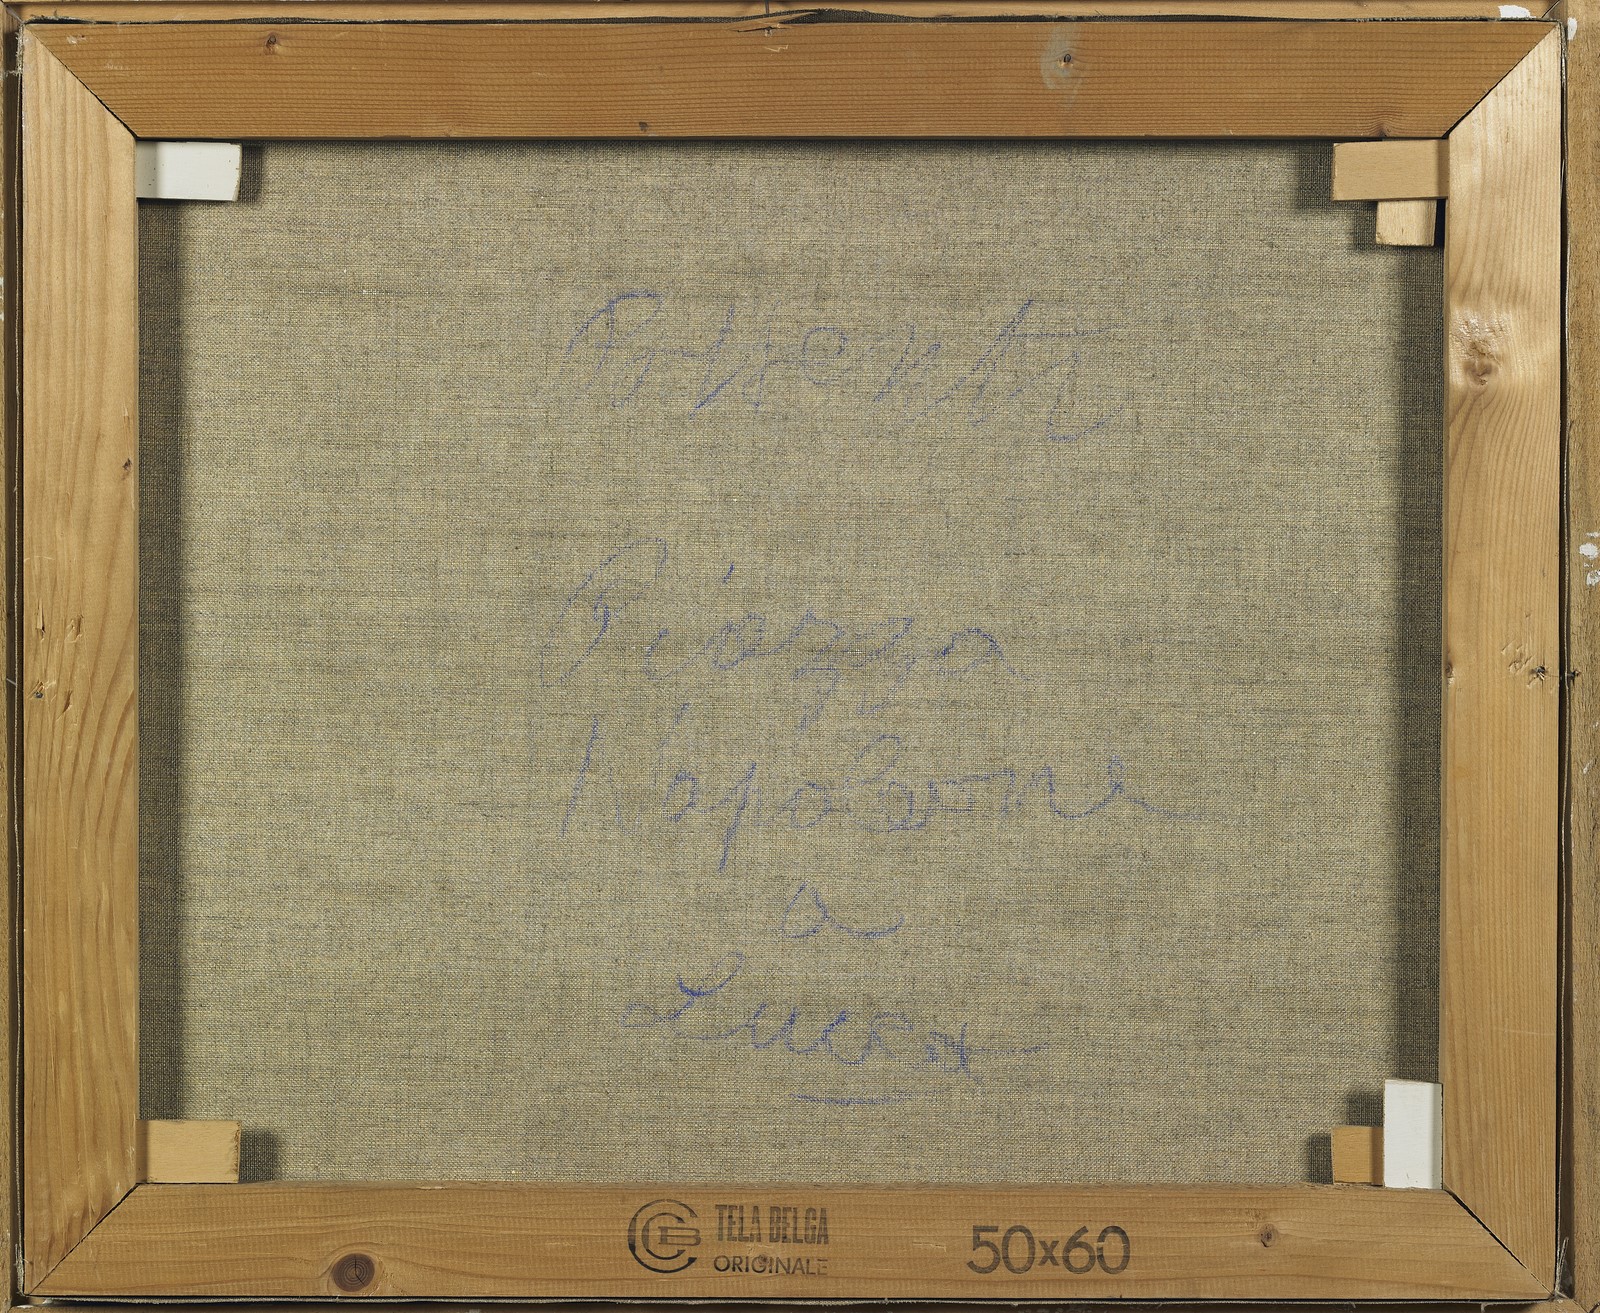 Piazza
Napoleone
a
Lucca
TELA BELGA
ORIGINALE
50x60